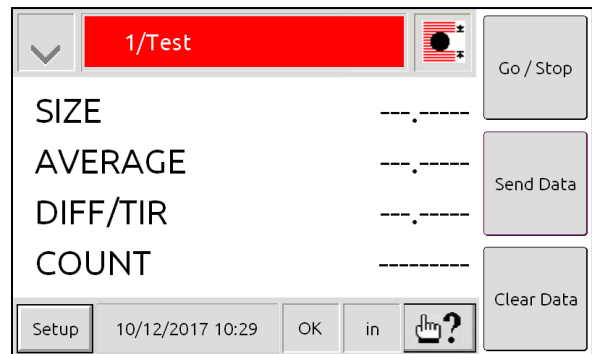 1/Test
Go / Stop
SIZE ---.-----
AVERAGE ---.-----
Send Data
DIFF/TIR ---.-----
COUNT ---------
Clear Data
Setup 10/12/2017 10:29 OK in ?